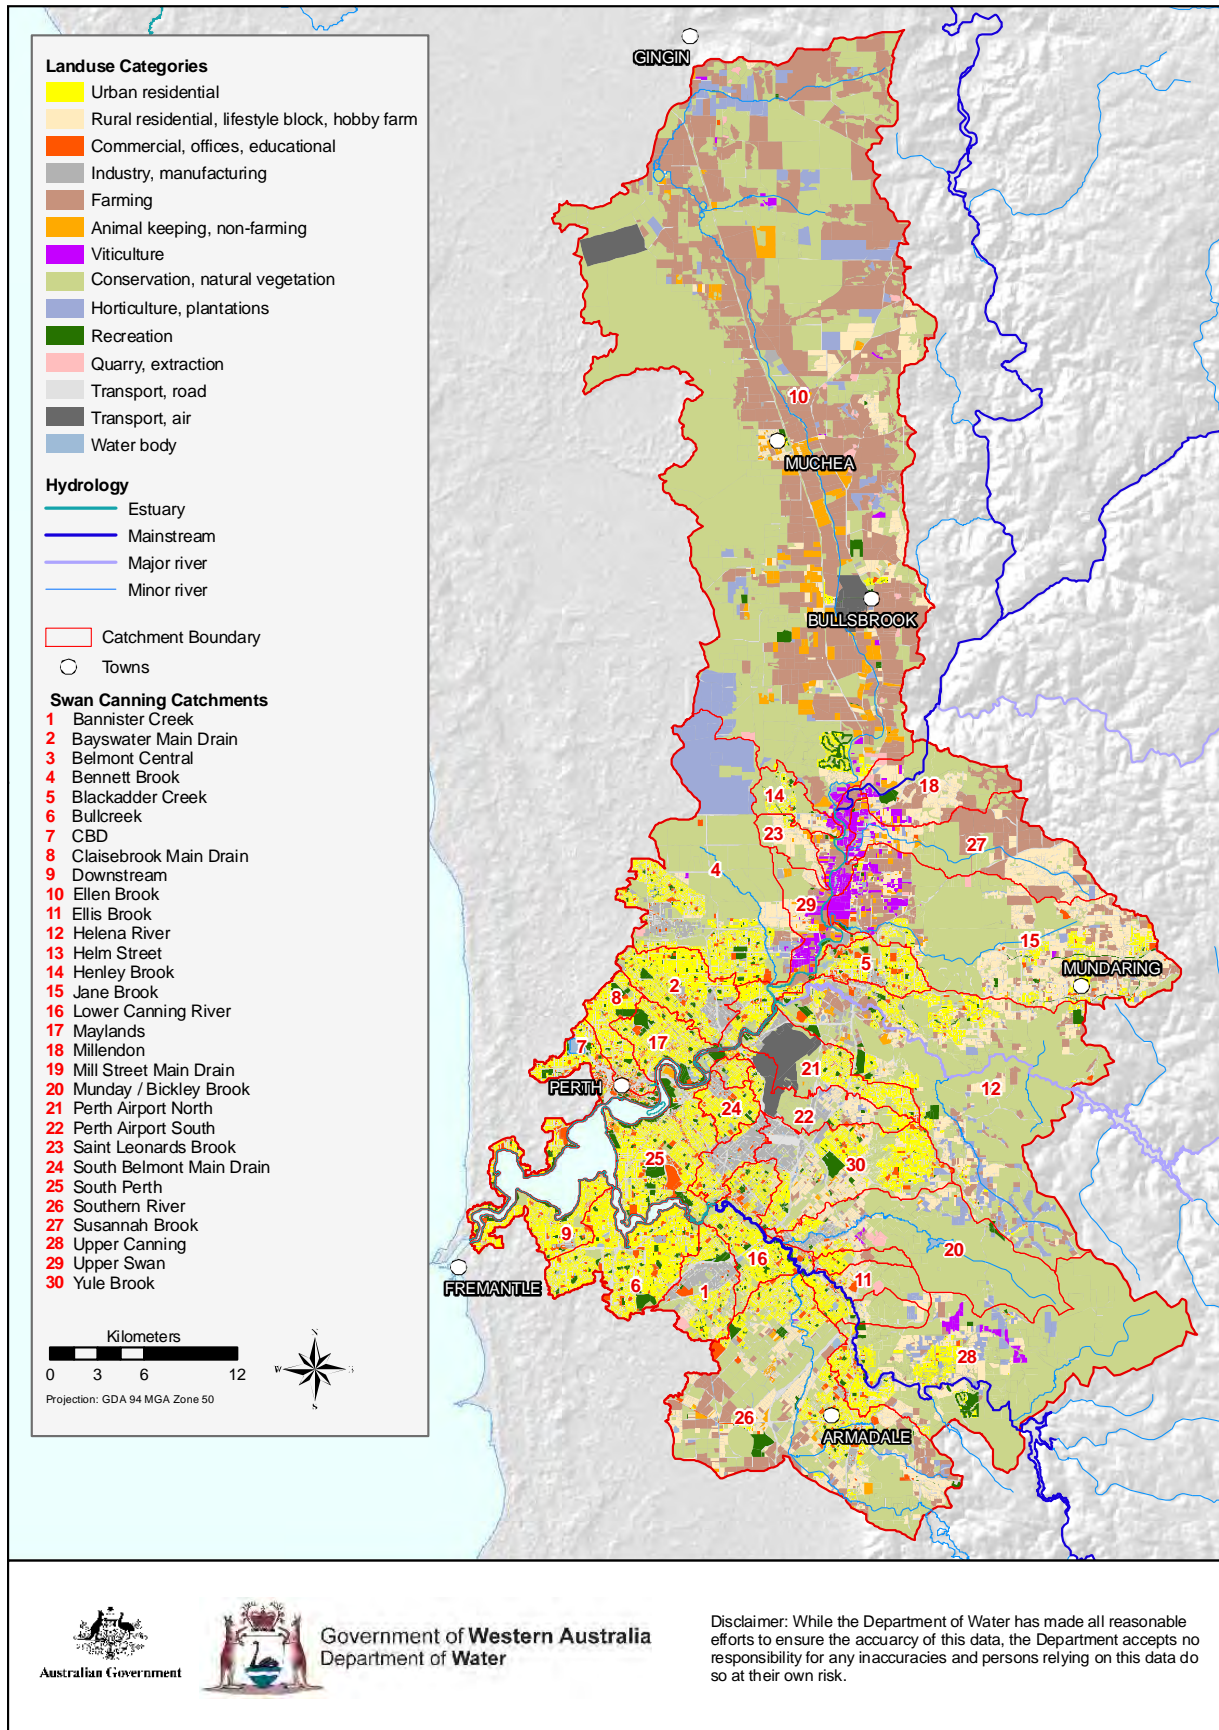 Landuse Categories
Urban residential
Rural residential, lifestyle block, hobby farm
Commercial, offices, educational
Industry, manufacturing
Farming
Animal keeping, non-farming
Viticulture
Conservation, natural vegetation
Horticulture, plantations
Recreation
Quarry, extraction
Transport, road
Transport, air
Water body
Hydrology
Estuary
Mainstream
Major river
Minor river
Catchment Boundary
Towns
Swan Canning Catchments
1 Bannister Creek
2 Bayswater Main Drain
3 Belmont Central
4 Bennett Brook
5 Blackadder Creek
6 Bullcreek
7 CBD
8 Claisebrook Main Drain
9 Downstream
10 Ellen Brook
11 Ellis Brook
12 Helena River
13 Helm Street
14 Henley Brook
15 Jane Brook
16 Lower Canning River
17 Maylands
18 Millendon
19 Mill Street Main Drain
20 Munday / Bickley Brook
21 Perth Airport North
22 Perth Airport South
23 Saint Leonards Brook
24 South Belmont Main Drain
25 South Perth
26 Southern River
27 Susannah Brook
28 Upper Canning
29 Upper Swan
30 Yule Brook
Kilometers
0 3 6 12
N
W E
S
Projection: GDA 94 MGA Zone 50
GINGIN
10
MUCHEA
BULLSBROOK
18
14
23
27
4
29
15
5
MUNDARING
2
8
7
17
PERTH
21
12
24
22
25
30
9
20
16
11
FREMANTLE
6
1
28
26
ARMADALE
Australian Government
Government of Western Australia
Department of Water
Disclaimer: While the Department of Water has made all reasonable
efforts to ensure the accuarcy of this data, the Department accepts no
responsibility for any inaccuracies and persons relying on this data do
so at their own risk.